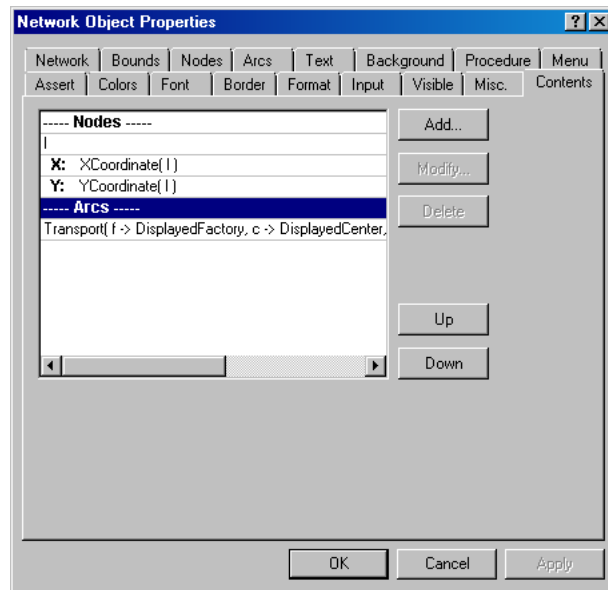 Network Object Properties
Network Bounds Nodes Arcs Text Background Procedure Menu
Assert Colors Font Border Format Input Visible Misc. Contents
----- Nodes -----
l
X: XCoordinate( l )
Y: YCoordinate( l )
----- Arcs -----
Transport( f -> DisplayedFactory, c -> DisplayedCenter,
Add...
Modify...
Delete
Up
Down
OK Cancel Apply